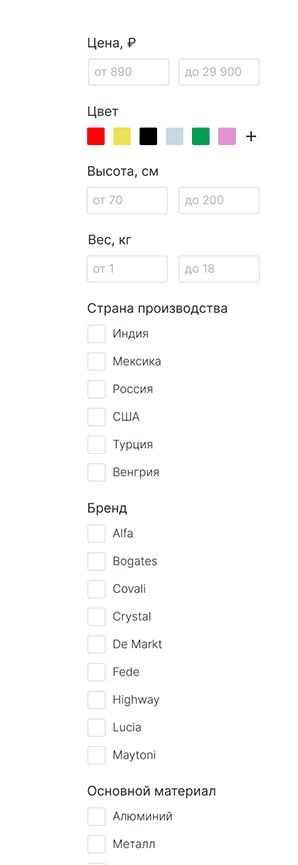 Цена, ₽
от 890 до 29 900
Цвет
+
Высота, см
от 70 до 200
Вес, кг
от 1 до 18
Страна производства
Индия
Мексика
Россия
США
Турция
Венгрия
Бренд
Alfa
Bogates
Covali
Crystal
De Markt
Fede
Highway
Lucia
Maytoni
Основной материал
Алюминий
Металл